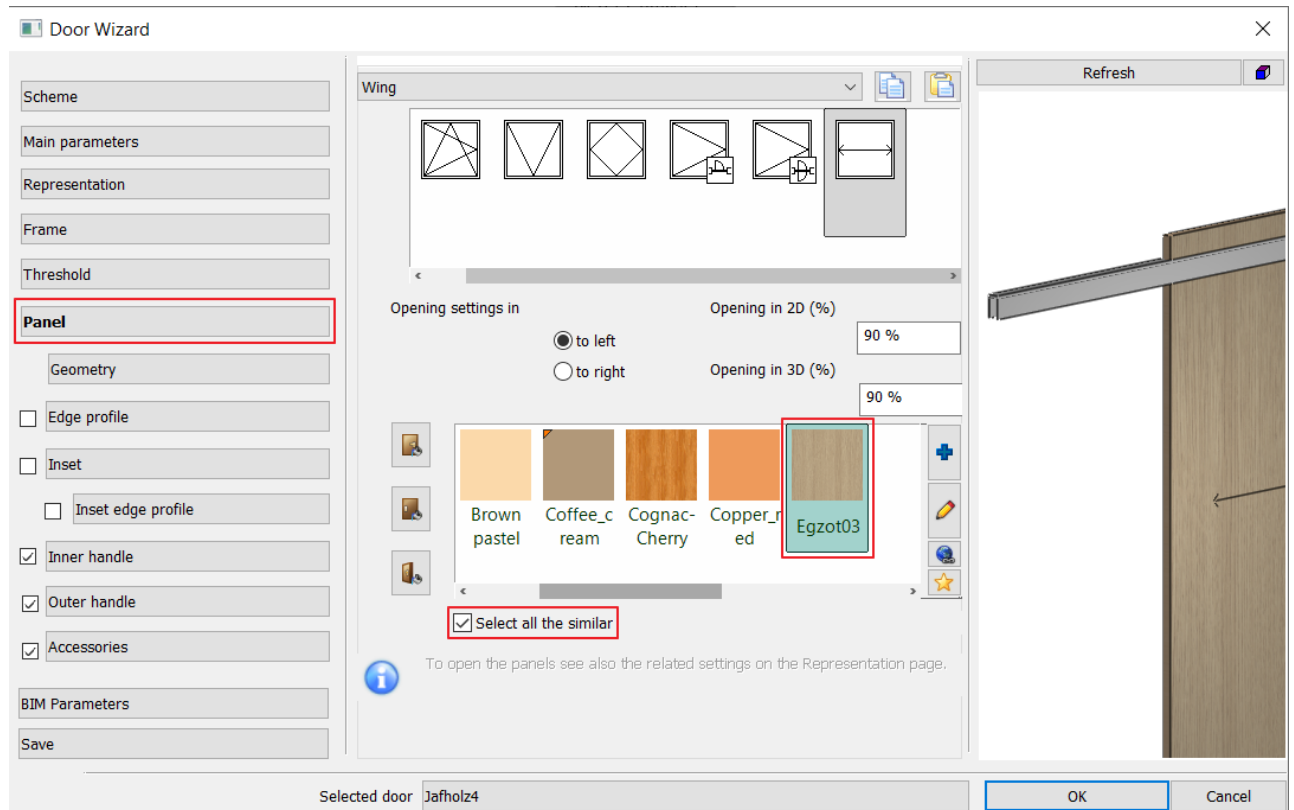 Door Wizard
Scheme
Main parameters
Representation
Frame
Threshold
Panel
Geometry
Edge profile
Inset
Inset edge profile
Inner handle
Outer handle
Accessories
BIM Parameters
Save
Wing
Opening settings in
to left
to right
Opening in 2D (%)
90 %
Opening in 3D (%)
90 %
Brown
pastel
Coffee_c
ream
Cognac-
Cherry
Copper_r
ed
Egzot03
Select all the similar
To open the panels see also the related settings on the Representation page.
Refresh
Selected door
Jafholz4
OK
Cancel